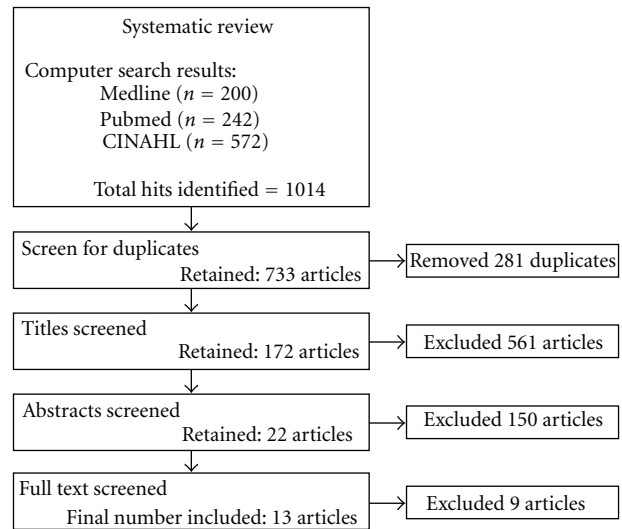 Systematic review
Computer search results:
Medline (n = 200)
Pubmed (n = 242)
CINAHL (n = 572)
Total hits identified = 1014
Screen for duplicates
Retained: 733 articles
Removed 281 duplicates
Titles screened
Retained: 172 articles
Excluded 561 articles
Abstracts screened
Retained: 22 articles
Excluded 150 articles
Full text screened
Final number included: 13 articles
Excluded 9 articles